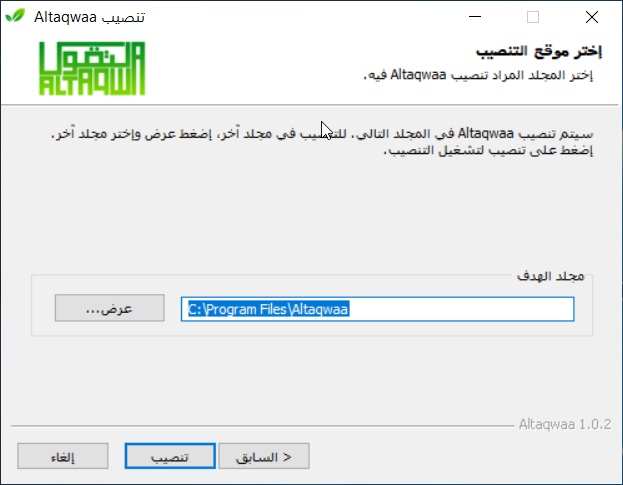 تنصيب Altaqwaa
التقوى
ALTAQWA
إختر موقع التنصيب
إختر المجلد المراد تنصيب Altaqwaa فيه.
سيتم تنصيب Altaqwaa في المجلد التالي. للتنصيب في مجلد آخر، إضغط عرض وإختر مجلد آخر.
إضغط على تنصيب لتشغيل التنصيب.
مجلد الهدف
C:\Program Files\Altaqwaa
عرض...
Altaqwaa 1.0.2
< السابق
تنصيب
إلغاء